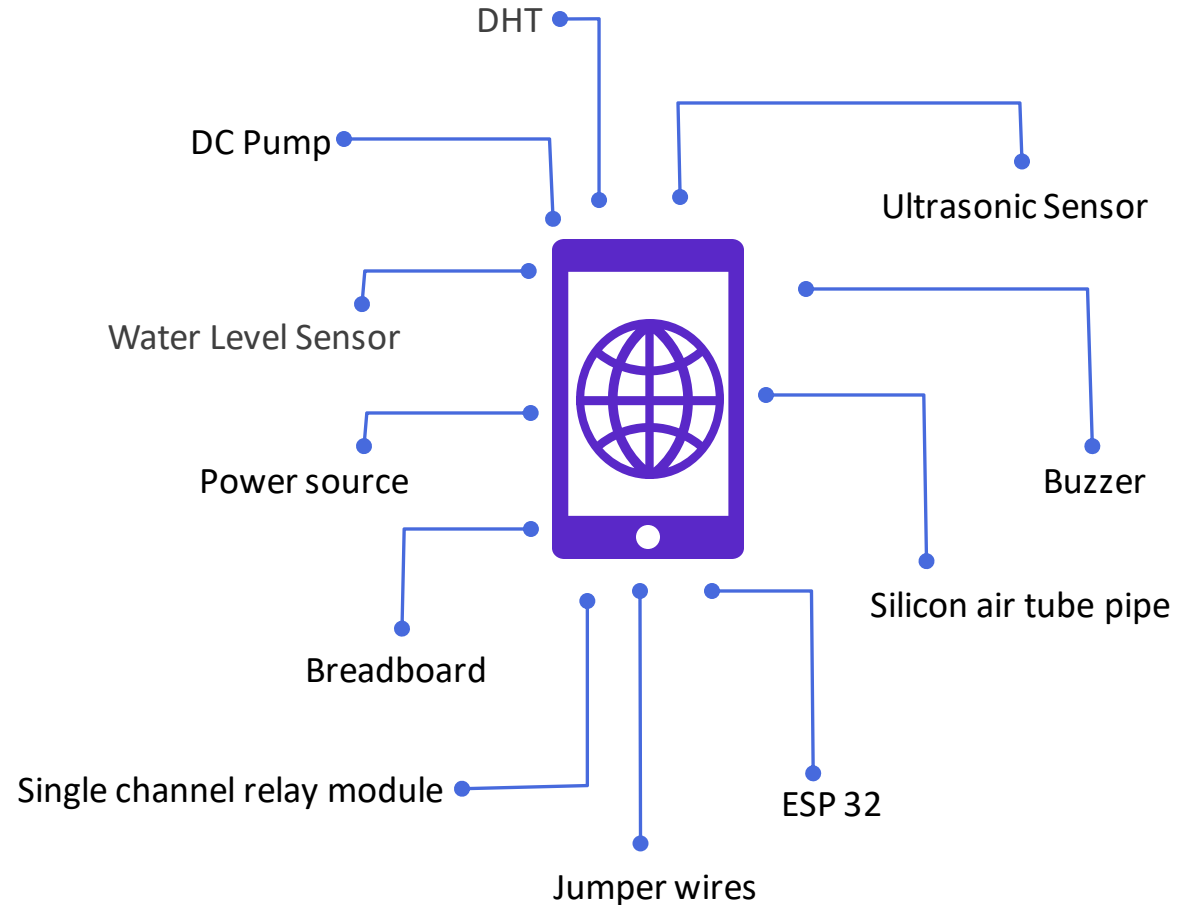 DHT
DC Pump
Ultrasonic Sensor
Water Level Sensor
Power source
Buzzer
Silicon air tube pipe
Breadboard
Single channel relay module
ESP 32
Jumper wires